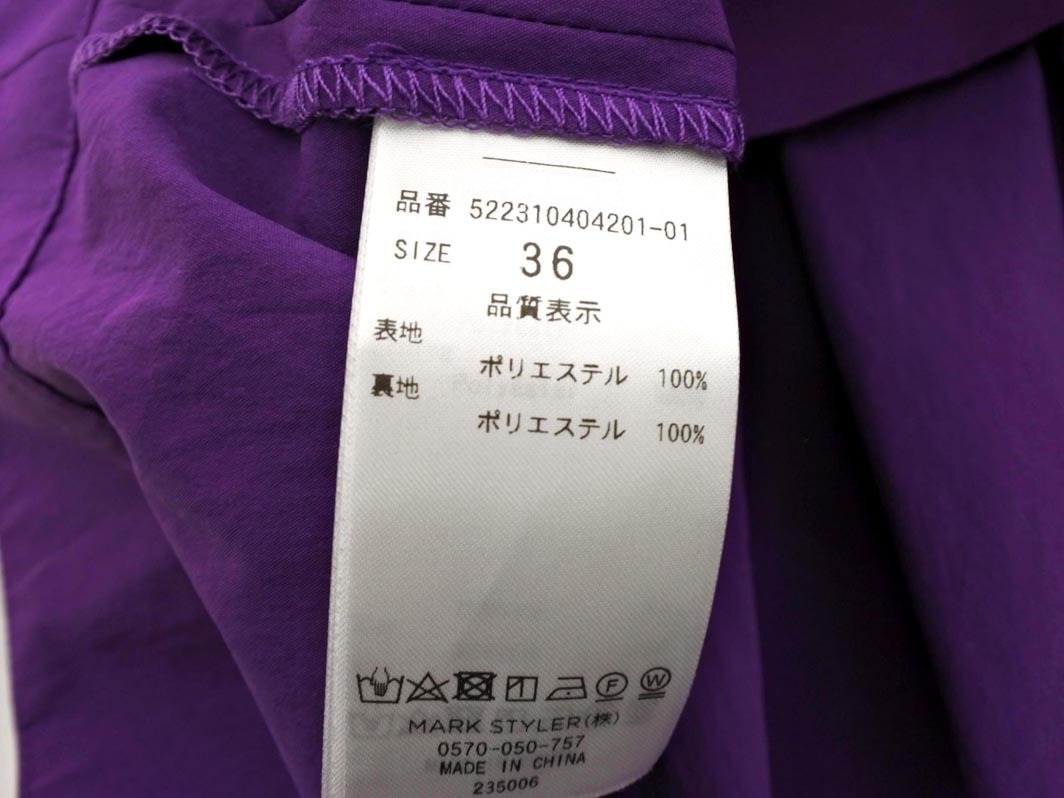 品番 522310404201-01
SIZE 36
品質表示
表地
ポリエステル 100%
裏地
ポリエステル 100%
F W
MARK STYLER(株)
0570-050-757
MADE IN CHINA
235006